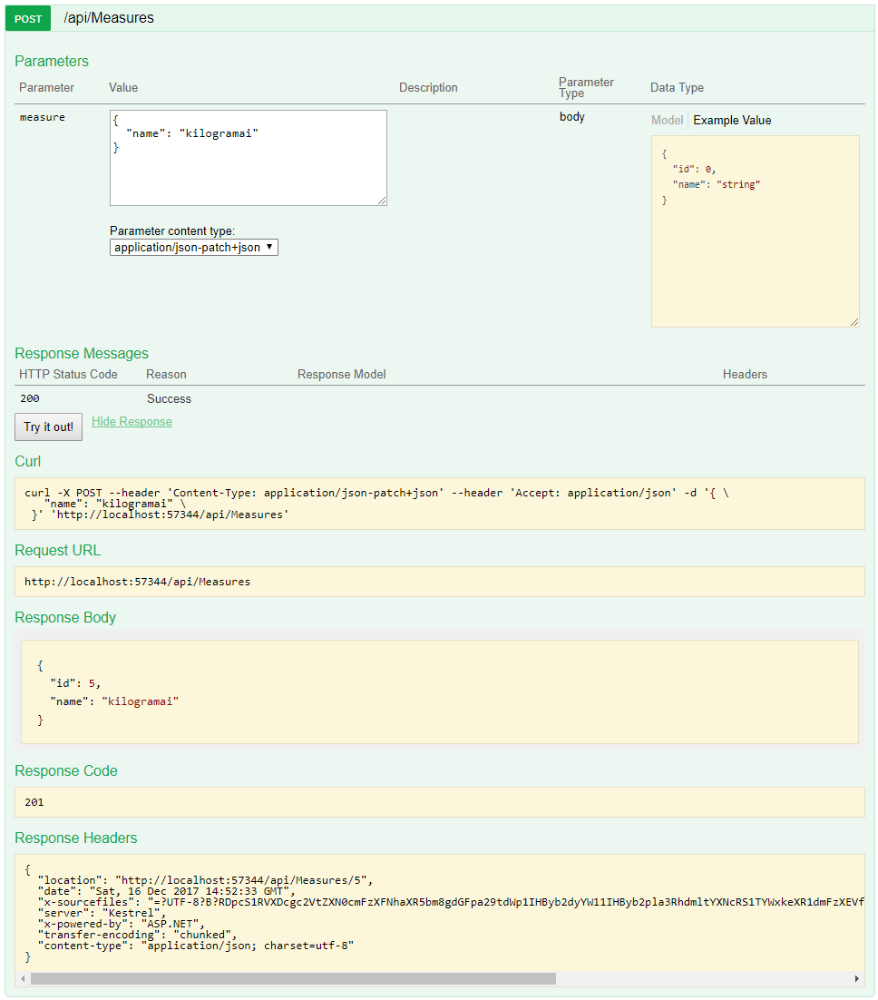 POST /api/Measures
Parameters
Parameter Value Description Parameter Type Data Type
measure
{
  "name": "kilogramai"
}
body
Model Example Value
{
  "id": 0,
  "name": "string"
}
Parameter content type:
application/json-patch+json
Response Messages
HTTP Status Code Reason Response Model Headers
200 Success
Try it out! Hide Response
Curl
curl -X POST --header 'Content-Type: application/json-patch+json' --header 'Accept: application/json' -d '{ \
   "name": "kilogramai" \
 }' 'http://localhost:57344/api/Measures'
Request URL
http://localhost:57344/api/Measures
Response Body
{
  "id": 5,
  "name": "kilogramai"
}
Response Code
201
Response Headers
{
  "location": "http://localhost:57344/api/Measures/5",
  "date": "Sat, 16 Dec 2017 14:52:33 GMT",
  "x-sourcefiles": "=?UTF-8?B?RDpcS1RVXDcgc2VtZXN0cmFzXFNhaXR5bm8gdGFpa29tdWp1IHByb2dyYW11IHByb2pla3RhdmltYXNcRS1TYWxkeXR1dmFzXEVf
  "server": "Kestrel",
  "x-powered-by": "ASP.NET",
  "transfer-encoding": "chunked",
  "content-type": "application/json; charset=utf-8"
}